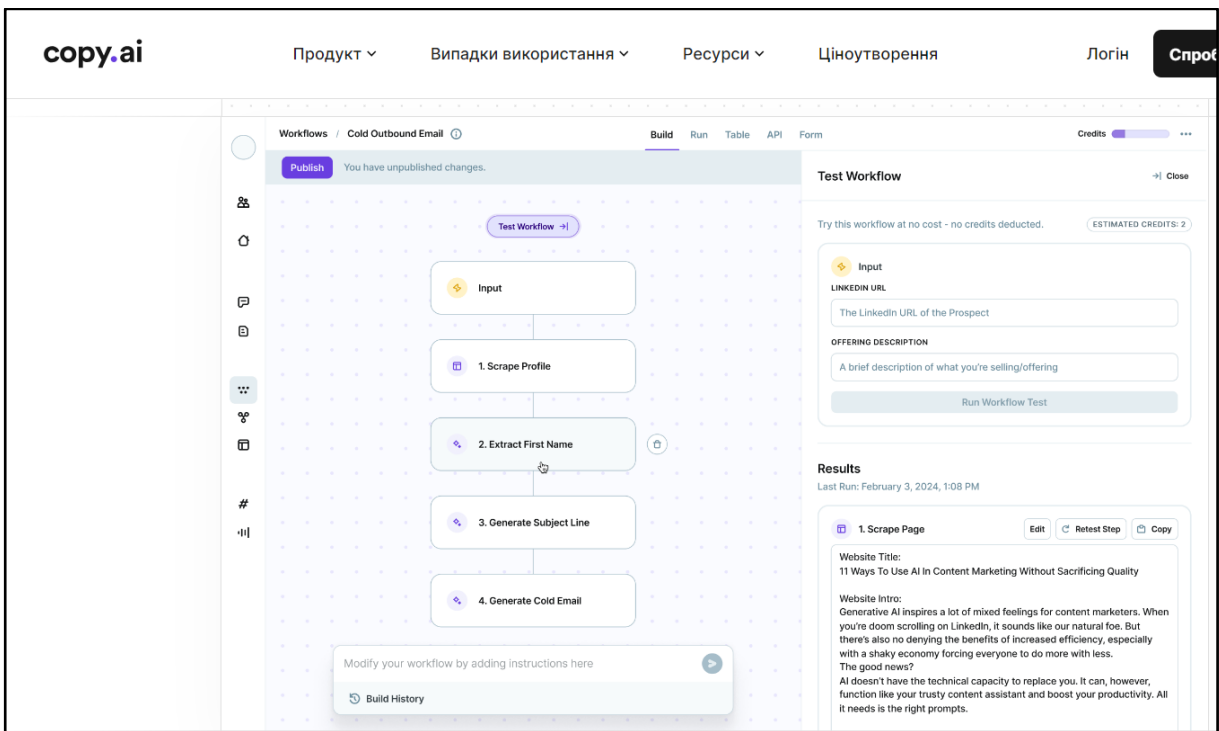 copy.ai Продукт Випадки використання Ресурси Ціноутворення Логін
Workflows / Cold Outbound Email Build Run Table API Form Credits
Publish You have unpublished changes.
Test Workflow
Input
1. Scrape Profile
2. Extract First Name
3. Generate Subject Line
4. Generate Cold Email
Modify your workflow by adding instructions here
Build History
Test Workflow Close
Try this workflow at no cost - no credits deducted. ESTIMATED CREDITS: 2
Input
LINKEDIN URL
The LinkedIn URL of the Prospect
OFFERING DESCRIPTION
A brief description of what you're selling/offering
Run Workflow Test
Results
Last Run: February 3, 2024, 1:08 PM
1. Scrape Page Edit Retest Step Copy
Website Title:
11 Ways To Use AI In Content Marketing Without Sacrificing Quality
Website Intro:
Generative AI inspires a lot of mixed feelings for content marketers. When
you're doom scrolling on LinkedIn, it sounds like our natural foe. But
there's also no denying the benefits of increased efficiency, especially
with a shaky economy forcing everyone to do more with less.
The good news?
AI doesn't have the technical capacity to replace you. It can, however,
function like your trusty content assistant and boost your productivity. All
it needs is the right prompts.